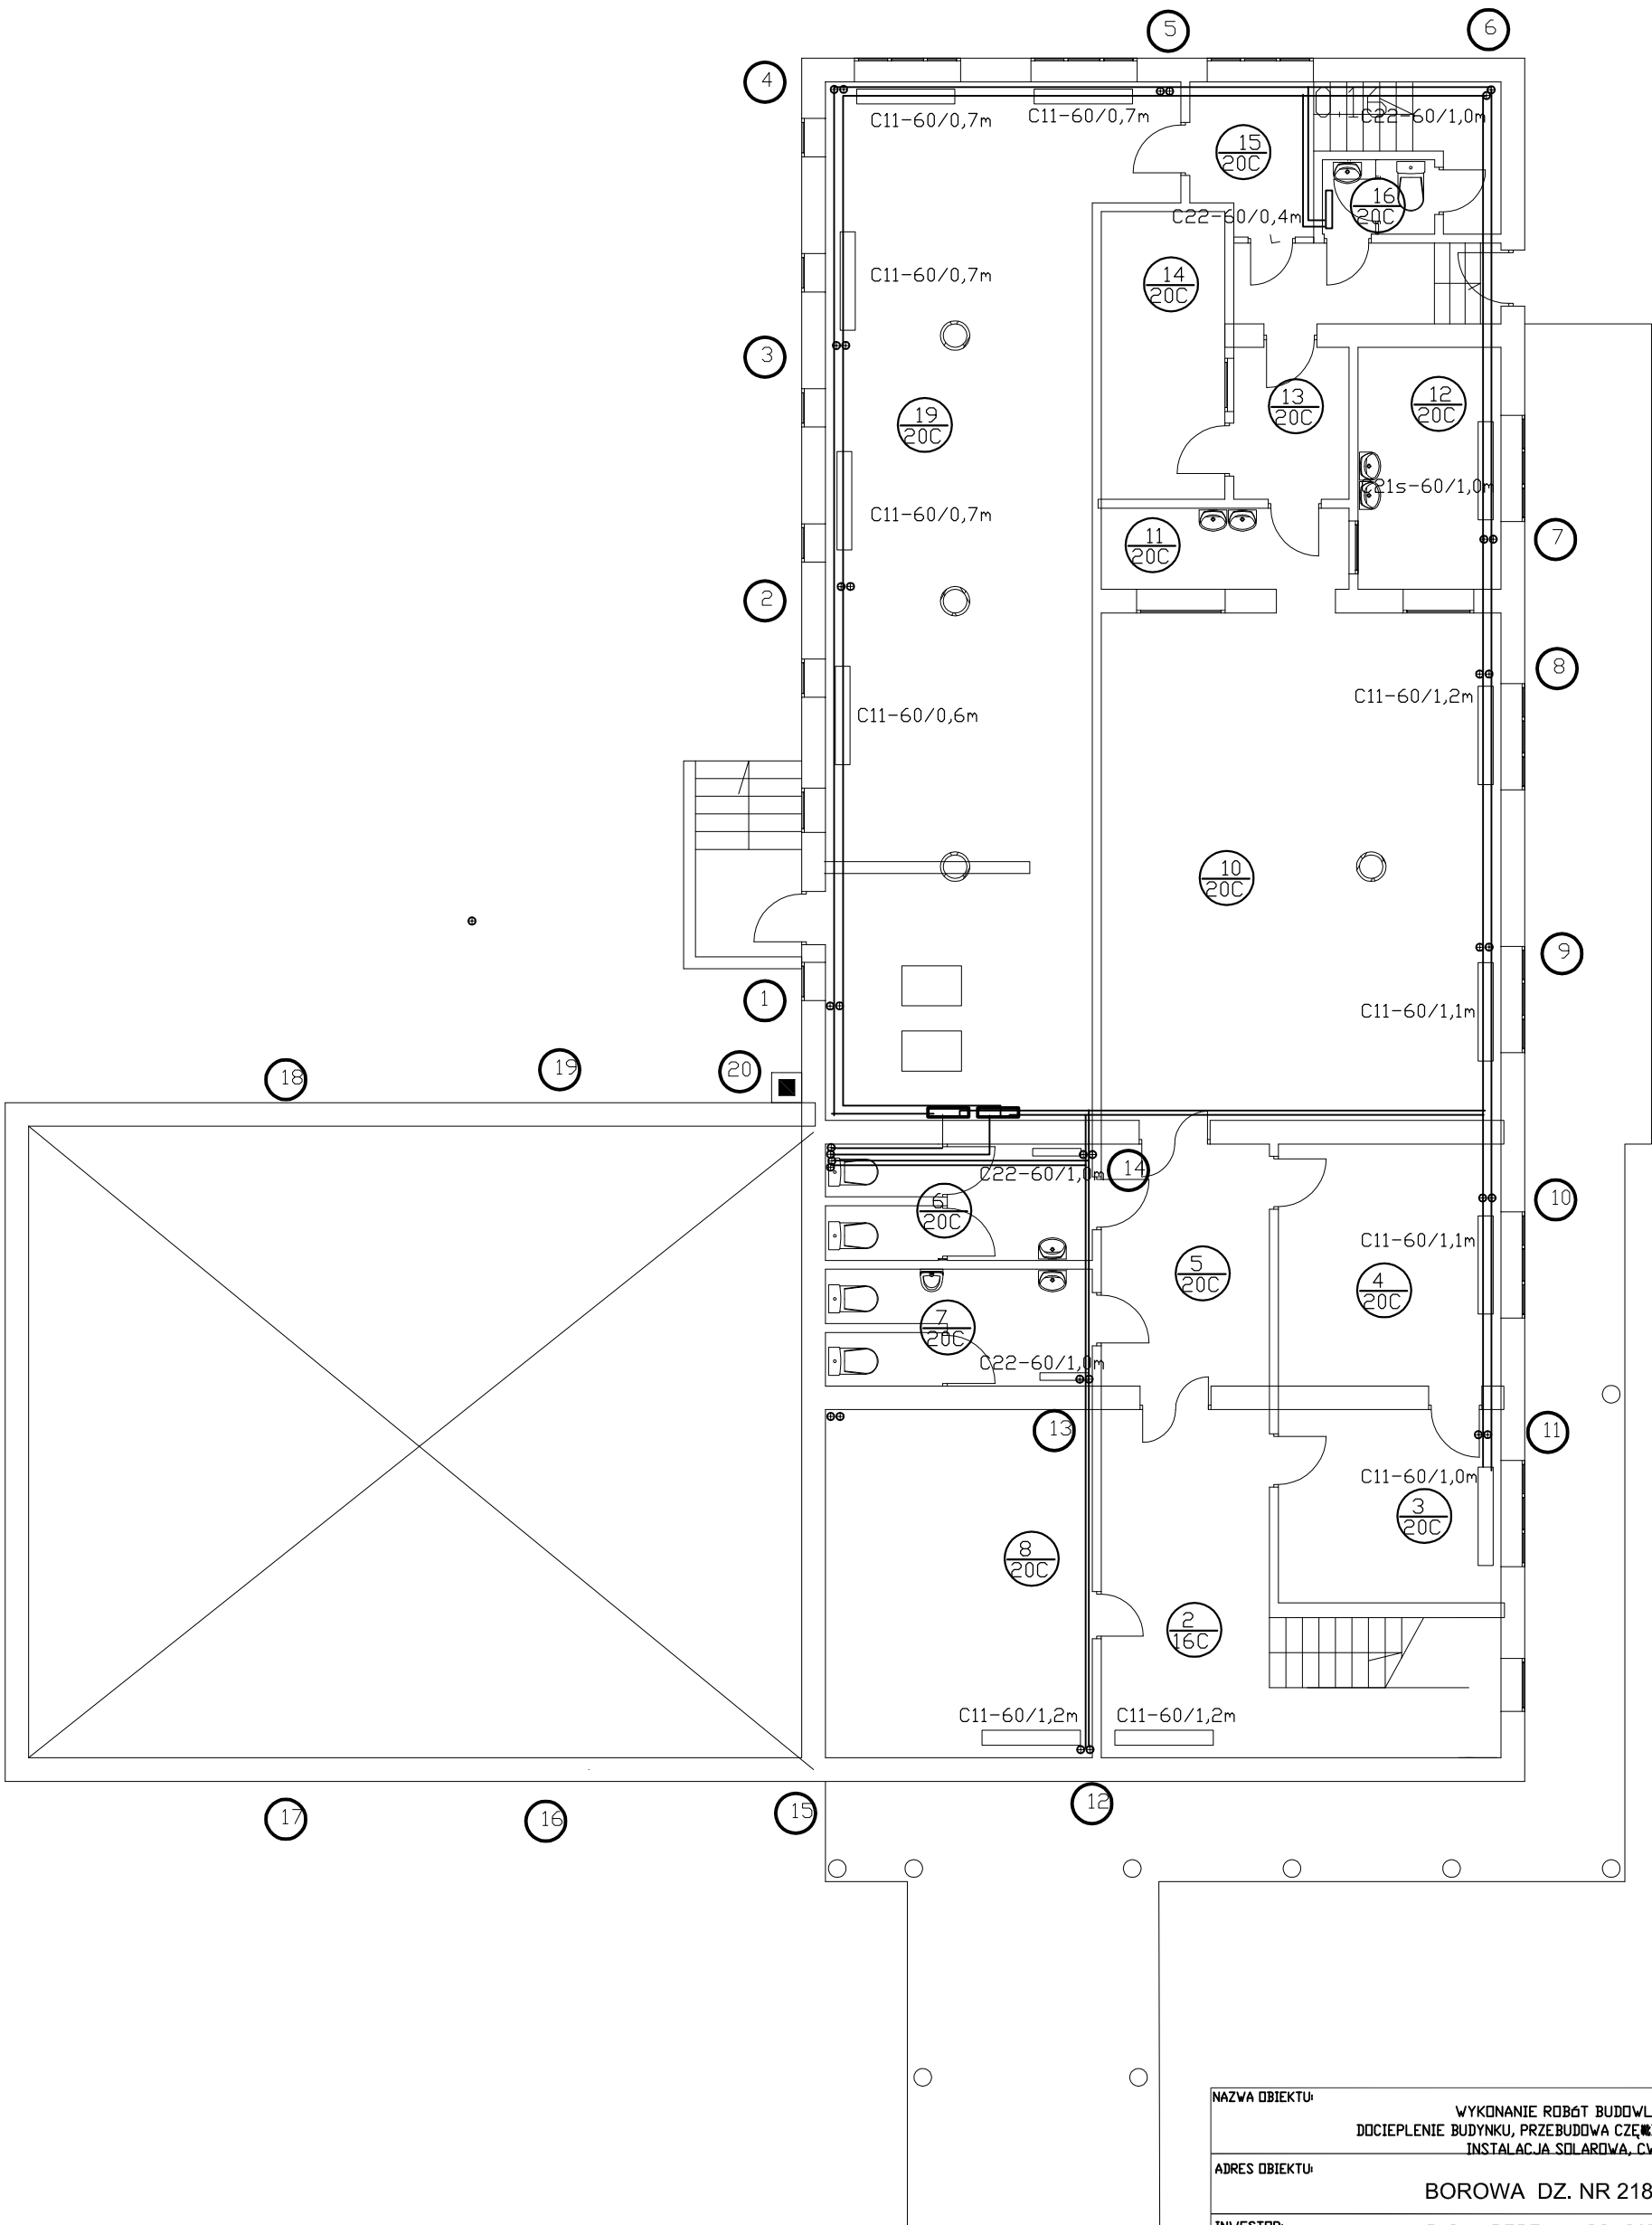 5
6
4
C11-60/0,7m
C11-60/0,7m
C22-60/1,0m
15
20C
16
20C
C22-60/0,4m
C11-60/0,7m
14
20C
3
19
20C
13
20C
12
20C
C21s-60/1,0m
C11-60/0,7m
11
20C
7
2
8
C11-60/1,2m
C11-60/0,6m
10
20C
9
1
C11-60/1,1m
18
19
20
C22-60/1,0m
14
6
20C
10
C11-60/1,1m
5
20C
4
20C
7
20C
C22-60/1,0m
13
11
C11-60/1,0m
3
20C
8
20C
2
16C
C11-60/1,2m
C11-60/1,2m
17
16
15
12
NAZWA OBIEKTU:
WYKONANIE ROBÓT BUDOWL
DOCIEPLENIE BUDYNKU, PRZEBUDOWA
INSTALACJA SOLAROWA, CW
ADRES OBIEKTU:
BOROWA DZ. NR 218
INWESTOR: